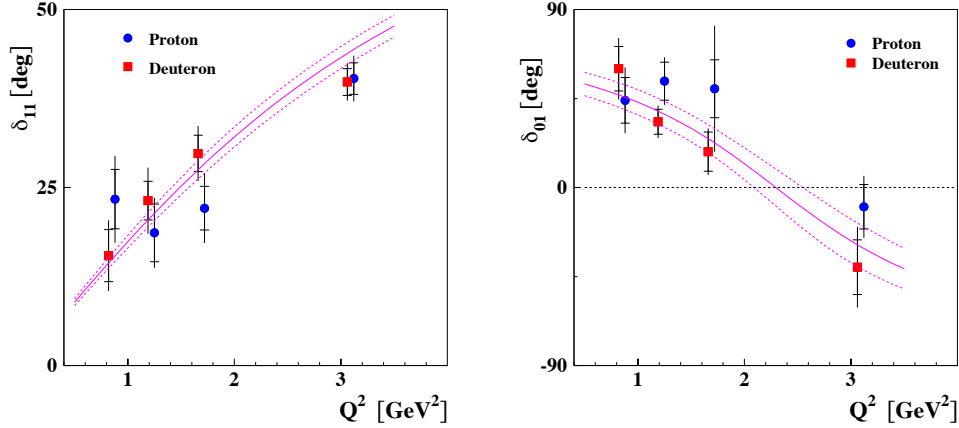 δ₁₁ [deg]
50
25
0
Proton
Deuteron
1 2 3
Q² [GeV²]
δ₀₁ [deg]
90
0
-90
Proton
Deuteron
1 2 3
Q² [GeV²]